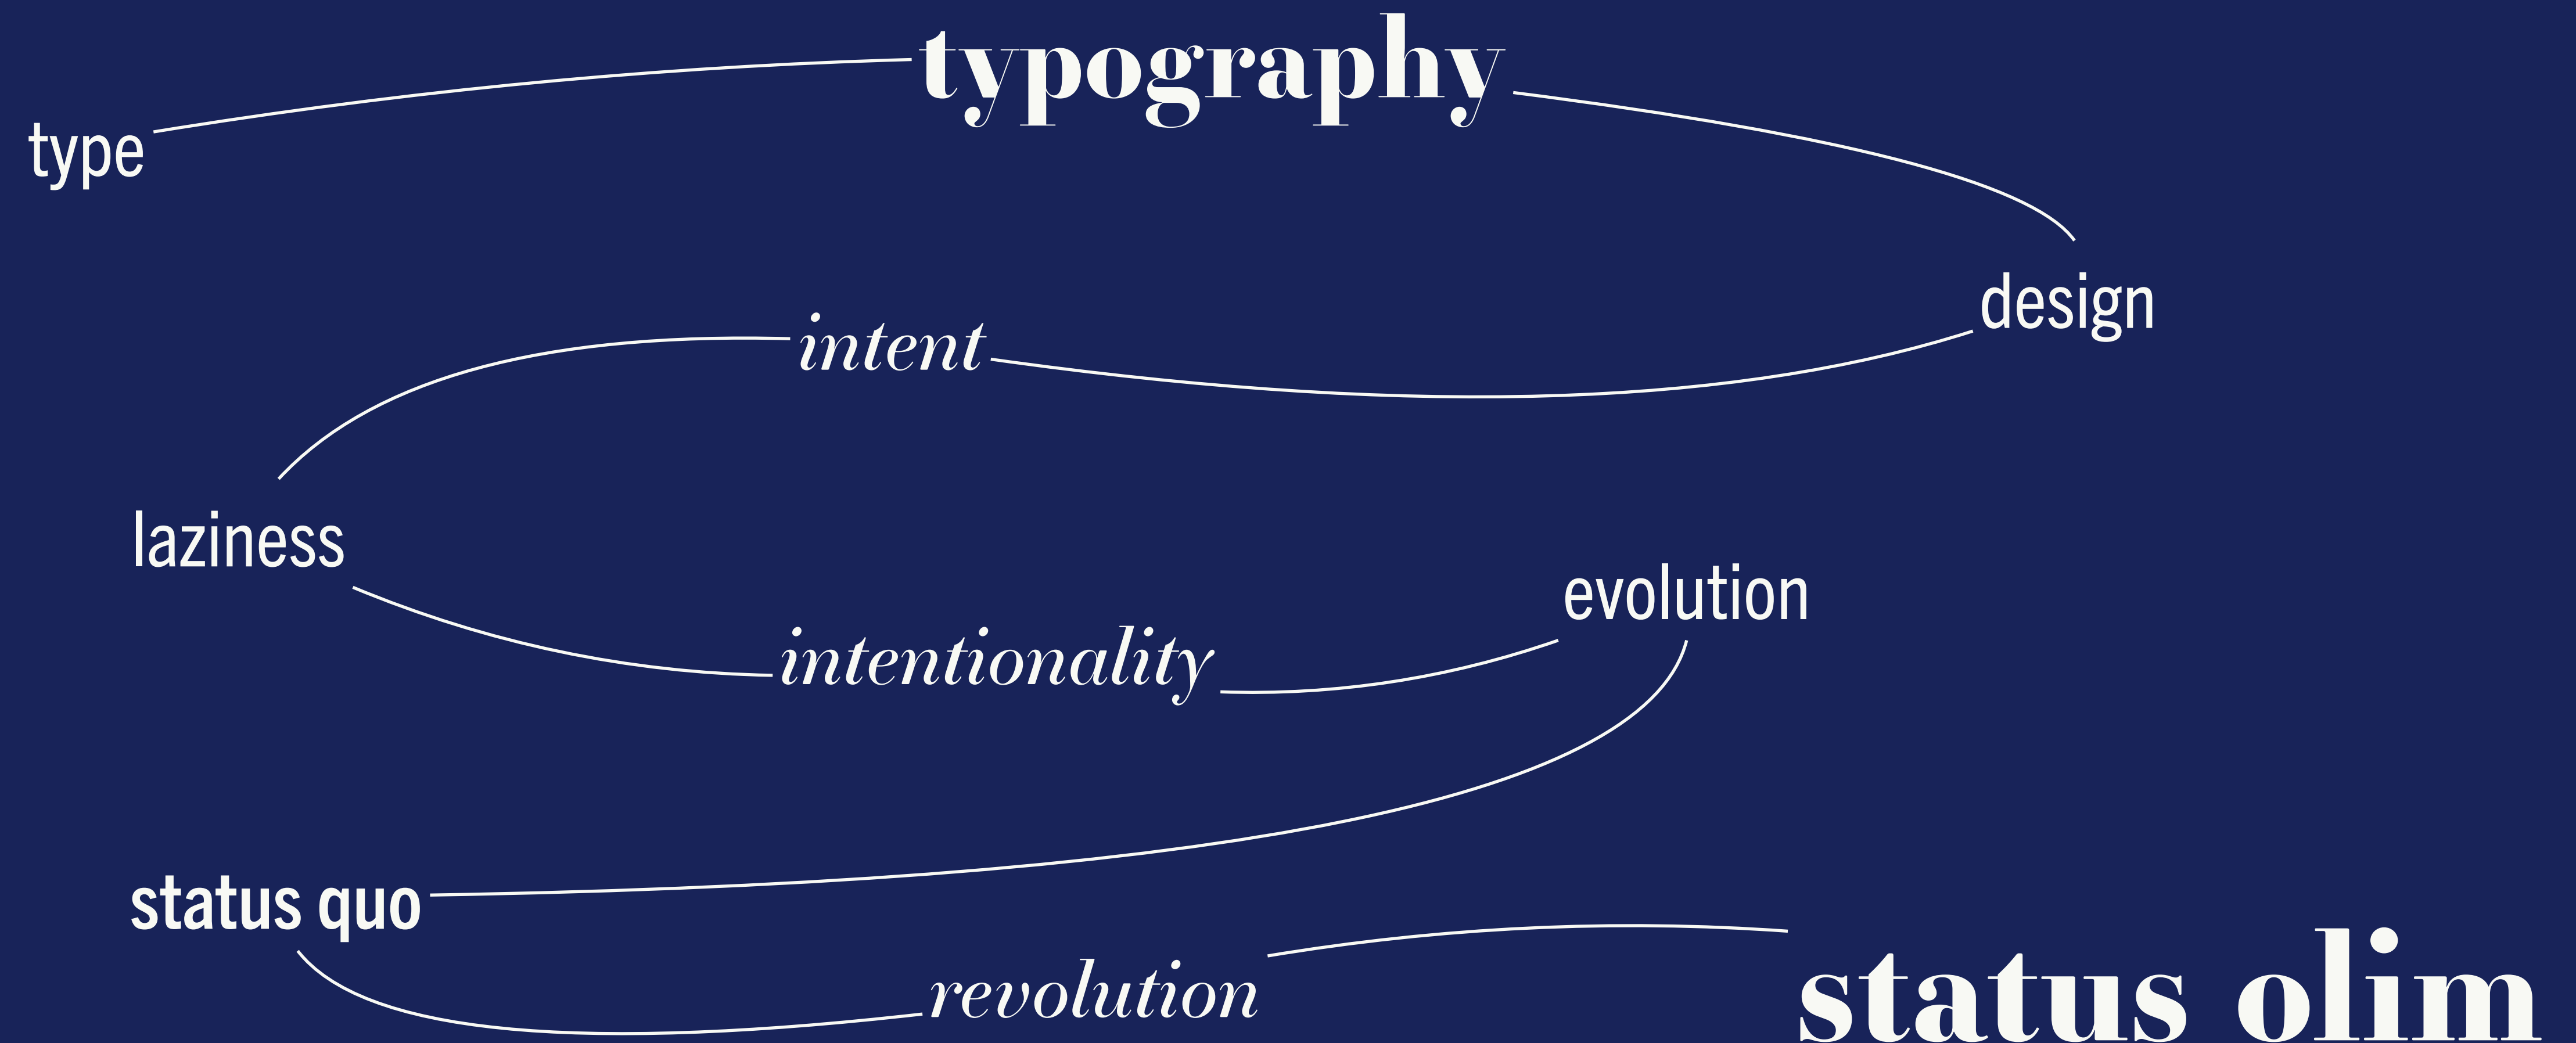 typography
type
design
intent
laziness
evolution
intentionality
status quo
revolution
status olim